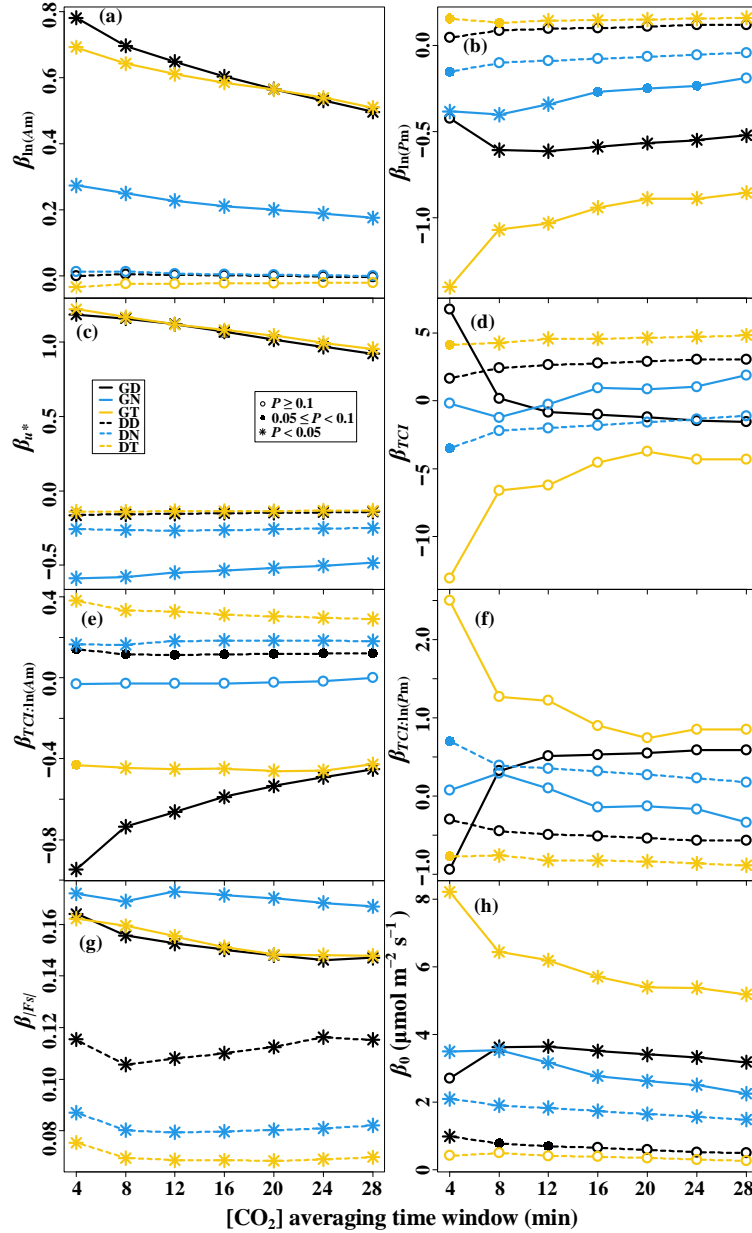 (a)
β ln(Am)
0.8
0.6
0.4
0.2
0.0
(b)
β ln(Pm)
0.0
−0.5
−1.0
(c)
β u*
1.0
0.0
−0.5
GD
GN
GT
DD
DN
DT
P ≥ 0.1
0.05 ≤ P < 0.1
P < 0.05
(d)
β TCI
5
0
−5
−10
(e)
β TCI:ln(Am)
0.4
0.0
−0.4
−0.8
(f)
β TCI:ln(Pm)
2.0
1.0
0.0
−1.0
(g)
β |Fs|
0.16
0.14
0.12
0.10
0.08
(h)
β0 (μmol m−2 s−1)
8
6
4
2
0
4 8 12 16 20 24 28
4 8 12 16 20 24 28
[CO2] averaging time window (min)